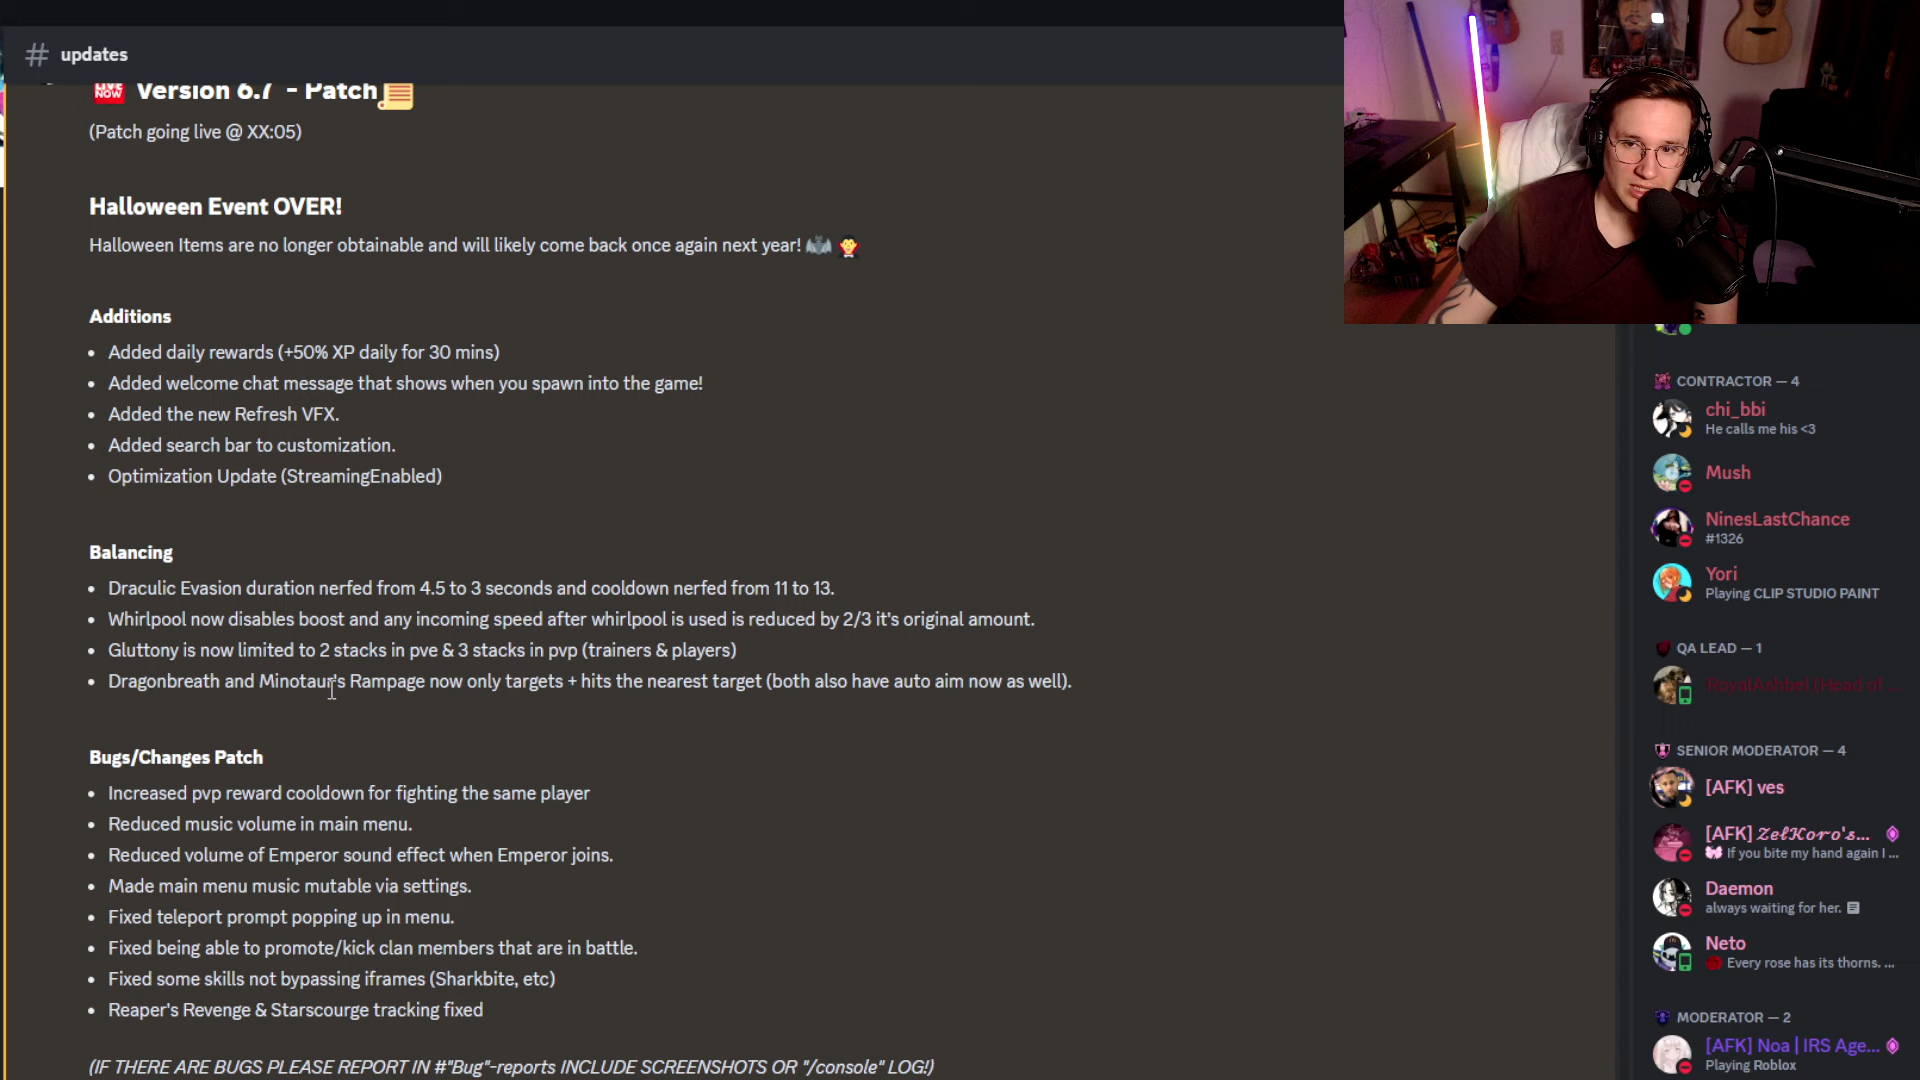 # updates
LIVE NOW Version 6.7 - Patch
(Patch going live @ XX:05)
Halloween Event OVER!
Halloween Items are no longer obtainable and will likely come back once again next year!
Additions
• Added daily rewards (+50% XP daily for 30 mins)
• Added welcome chat message that shows when you spawn into the game!
• Added the new Refresh VFX.
• Added search bar to customization.
• Optimization Update (StreamingEnabled)
Balancing
• Draculic Evasion duration nerfed from 4.5 to 3 seconds and cooldown nerfed from 11 to 13.
• Whirlpool now disables boost and any incoming speed after whirlpool is used is reduced by 2/3 it's original amount.
• Gluttony is now limited to 2 stacks in pve & 3 stacks in pvp (trainers & players)
• Dragonbreath and Minotaur's Rampage now only targets + hits the nearest target (both also have auto aim now as well).
Bugs/Changes Patch
• Increased pvp reward cooldown for fighting the same player
• Reduced music volume in main menu.
• Reduced volume of Emperor sound effect when Emperor joins.
• Made main menu music mutable via settings.
• Fixed teleport prompt popping up in menu.
• Fixed being able to promote/kick clan members that are in battle.
• Fixed some skills not bypassing iframes (Sharkbite, etc)
• Reaper's Revenge & Starscourge tracking fixed
(IF THERE ARE BUGS PLEASE REPORT IN #"Bug"-reports INCLUDE SCREENSHOTS OR "/console" LOG!)
CONTRACTOR — 4
chi_bbi
He calls me his <3
Mush
NinesLastChance
#1326
Yori
Playing CLIP STUDIO PAINT
QA LEAD — 1
RoyalAshbel (Head of ...
SENIOR MODERATOR — 4
[AFK] ves
[AFK] 𝓩𝓮𝓵𝓚𝓸𝓻𝓸'𝓼...
If you bite my hand again I ...
Daemon
always waiting for her.
Neto
Every rose has its thorns. ...
MODERATOR — 2
[AFK] Noa | IRS Age...
Playing Roblox